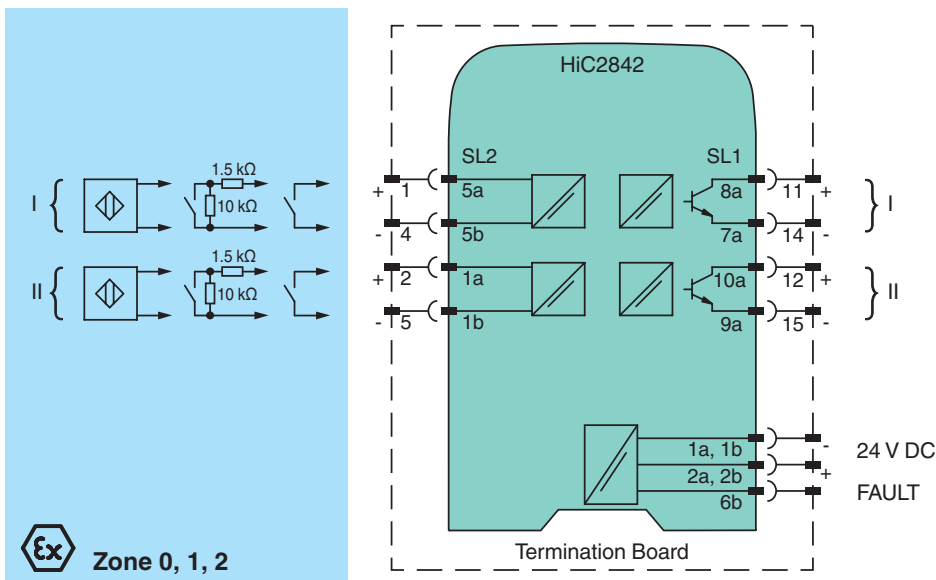 HiC2842
SL2 SL1
1.5 kΩ
10 kΩ
I
+ 1 5a 8a 11 +
I
- 4 5b 7a 14 -
1.5 kΩ
10 kΩ
II
+ 2 1a 10a 12 +
II
- 5 1b 9a 15 -
1a, 1b -
24 V DC
2a, 2b +
6b FAULT
Termination Board
Ex Zone 0, 1, 2